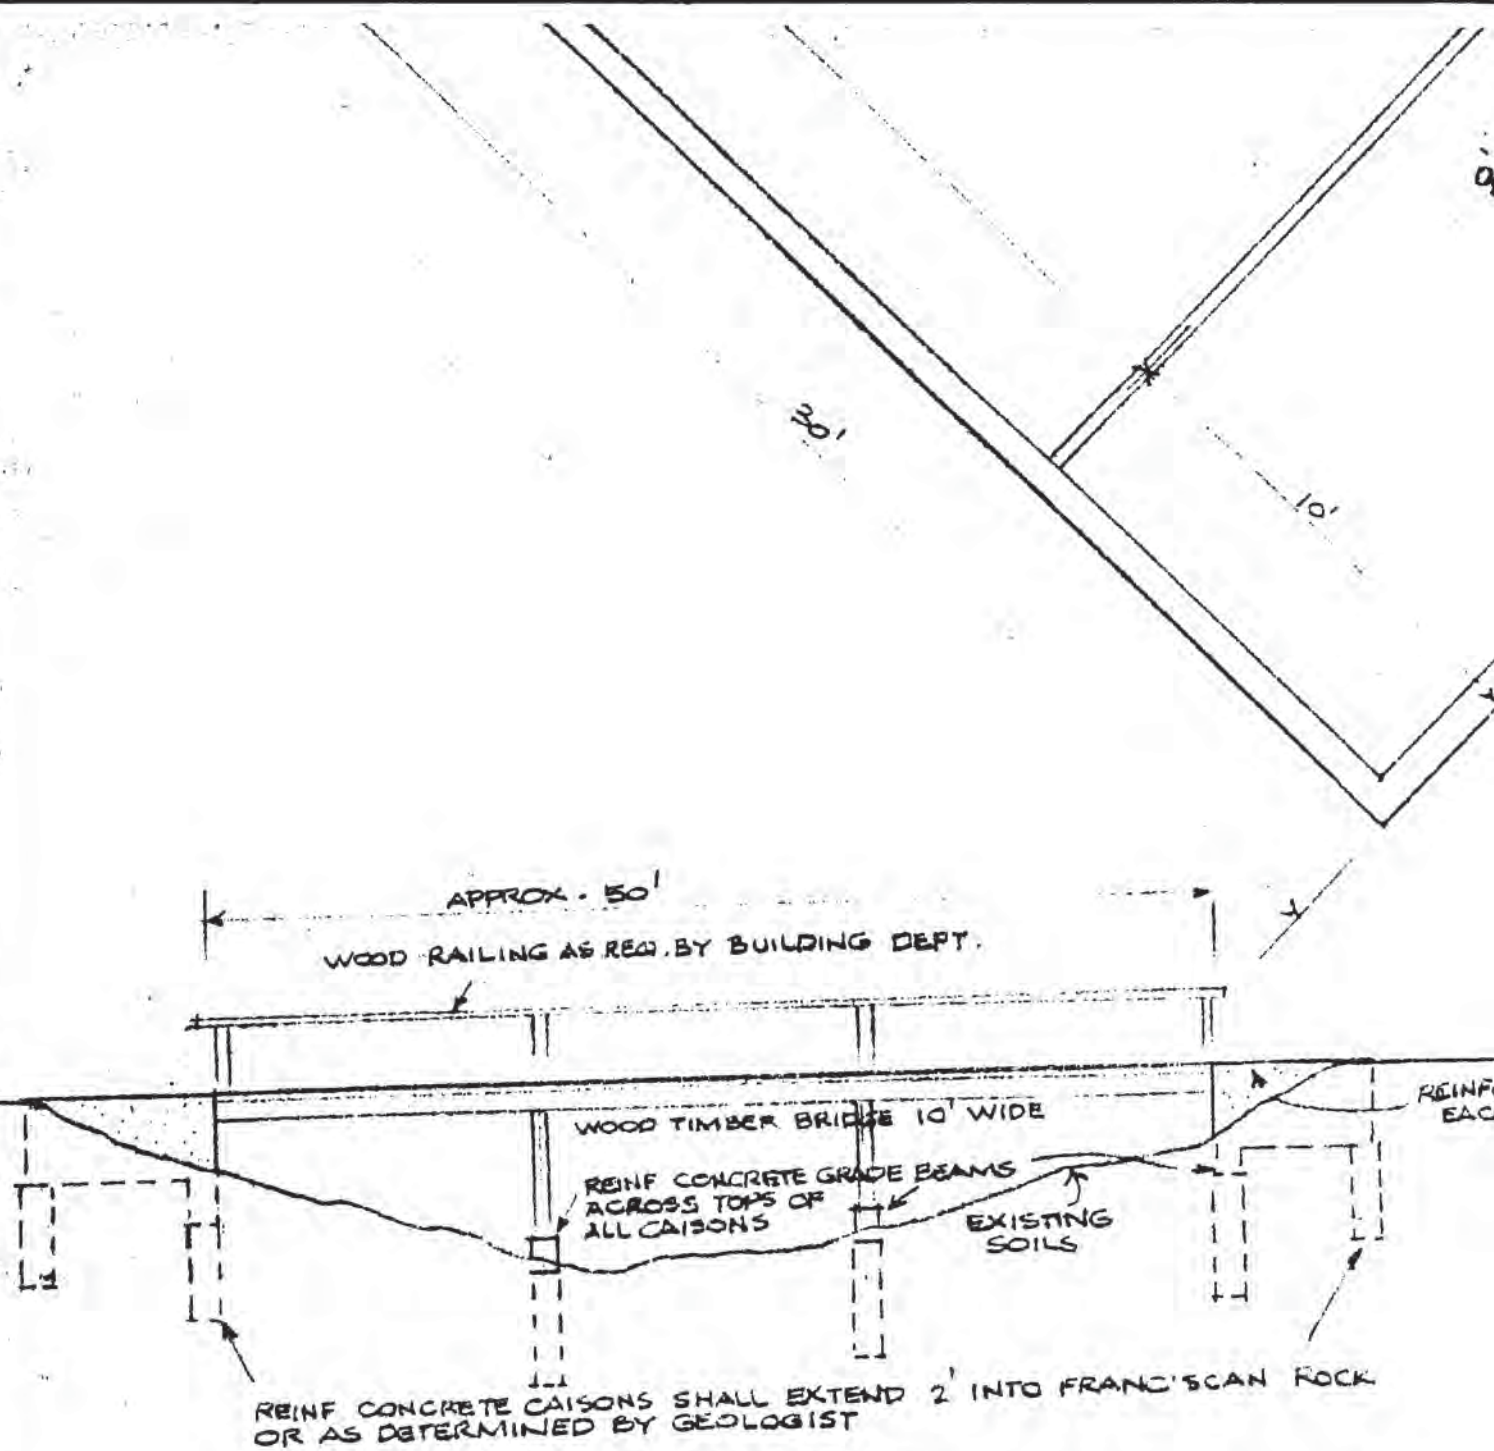 30'
10'
APPROX. 50'
WOOD RAILING AS REQ. BY BUILDING DEPT.
WOOD TIMBER BRIDGE 10' WIDE
REINF CONCRETE GRADE BEAMS
ACROSS TOPS OF
ALL CAISONS
EXISTING
SOILS
REINF CONCRETE CAISONS SHALL EXTEND 2' INTO FRANCISCAN ROCK
OR AS DETERMINED BY GEOLOGIST